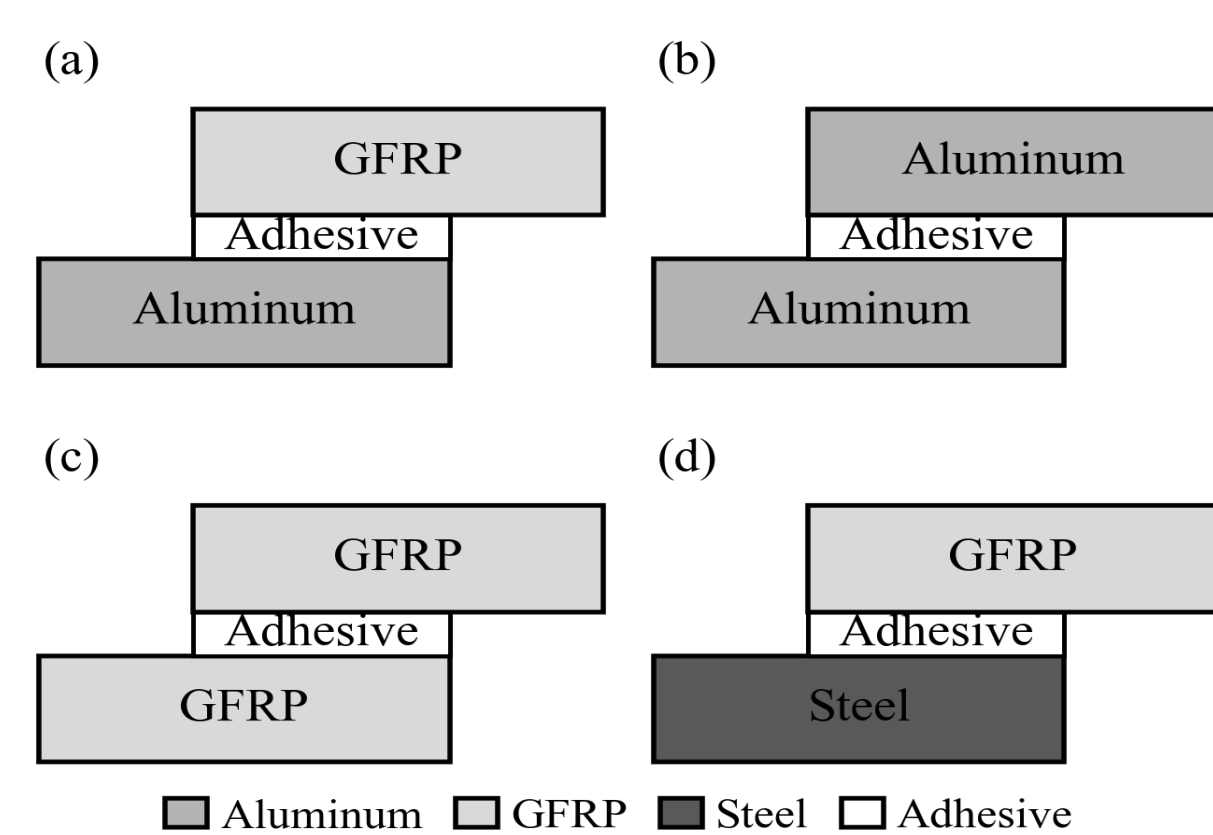 (a)
GFRP
Adhesive
Aluminum
(b)
Aluminum
Adhesive
Aluminum
(c)
GFRP
Adhesive
GFRP
(d)
GFRP
Adhesive
Steel
Aluminum GFRP Steel Adhesive